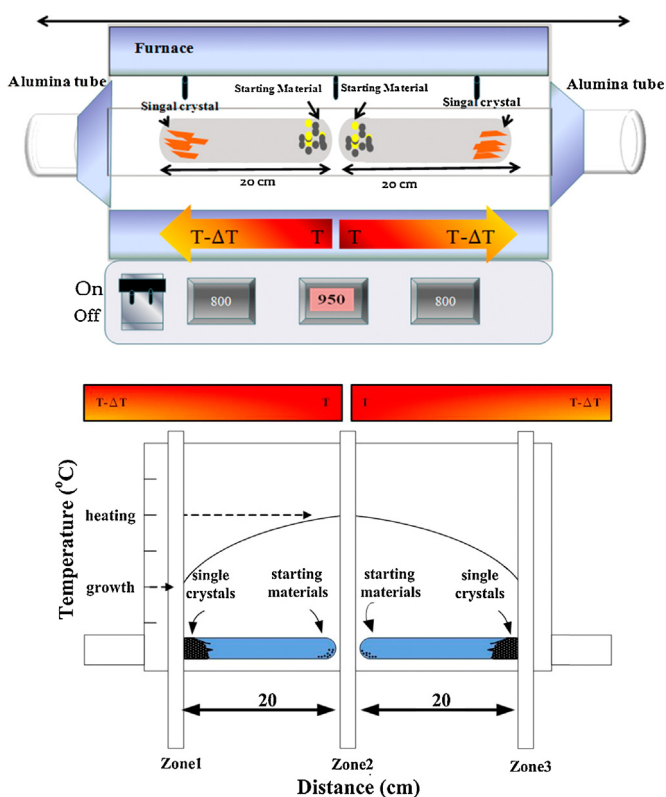 Furnace
Alumina tube
Alumina tube
Starting Material
Starting Material
Singal crystal
Singal crystal
20 cm
20 cm
T-ΔT
T
T
T-ΔT
On
Off
800
950
800
T-ΔT
T
T
T-ΔT
Temperature (°C)
heating
growth
single
crystals
starting
materials
starting
materials
single
crystals
20
20
Zone1
Zone2
Zone3
Distance (cm)